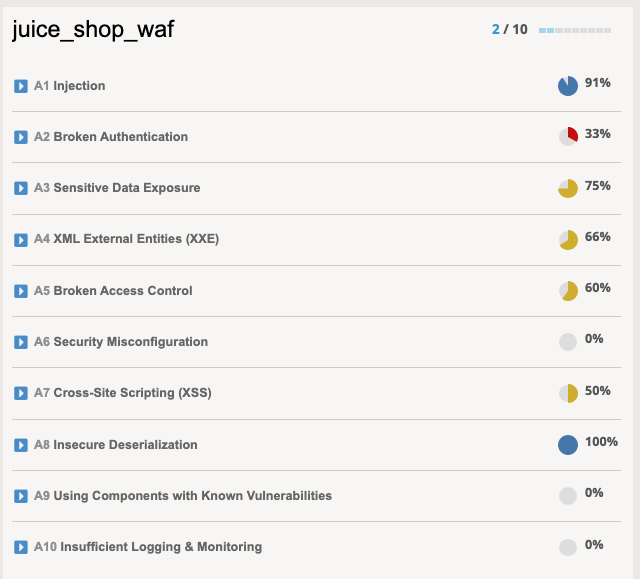 juice_shop_waf 2 / 10
A1 Injection 91%
A2 Broken Authentication 33%
A3 Sensitive Data Exposure 75%
A4 XML External Entities (XXE) 66%
A5 Broken Access Control 60%
A6 Security Misconfiguration 0%
A7 Cross-Site Scripting (XSS) 50%
A8 Insecure Deserialization 100%
A9 Using Components with Known Vulnerabilities 0%
A10 Insufficient Logging & Monitoring 0%